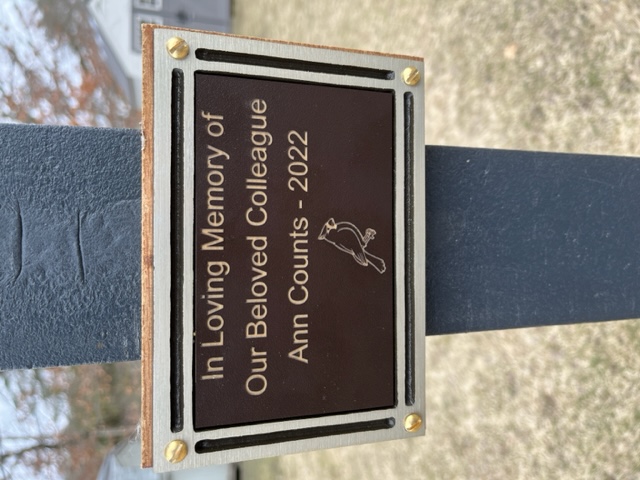 In Loving Memory of
Our Beloved Colleague
Ann Counts - 2022